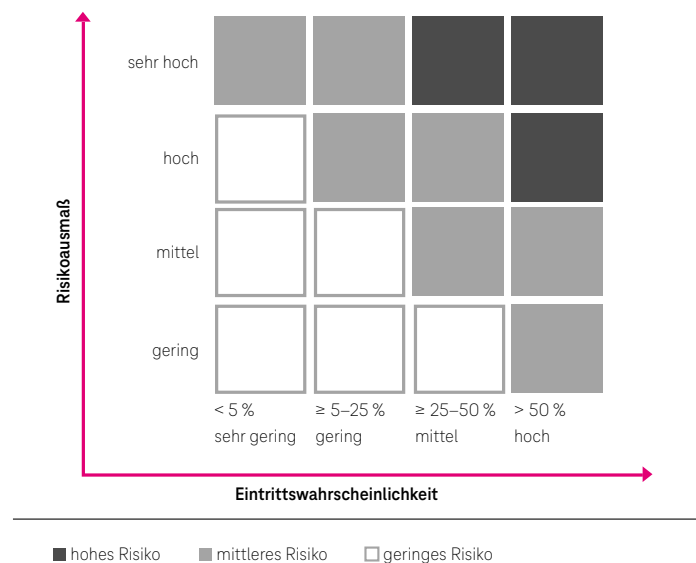 sehr hoch
hoch
mittel
gering
Risikoausmaß
< 5 % ≥ 5–25 % ≥ 25–50 % > 50 %
sehr gering gering mittel hoch
Eintrittswahrscheinlichkeit
hohes Risiko mittleres Risiko geringes Risiko